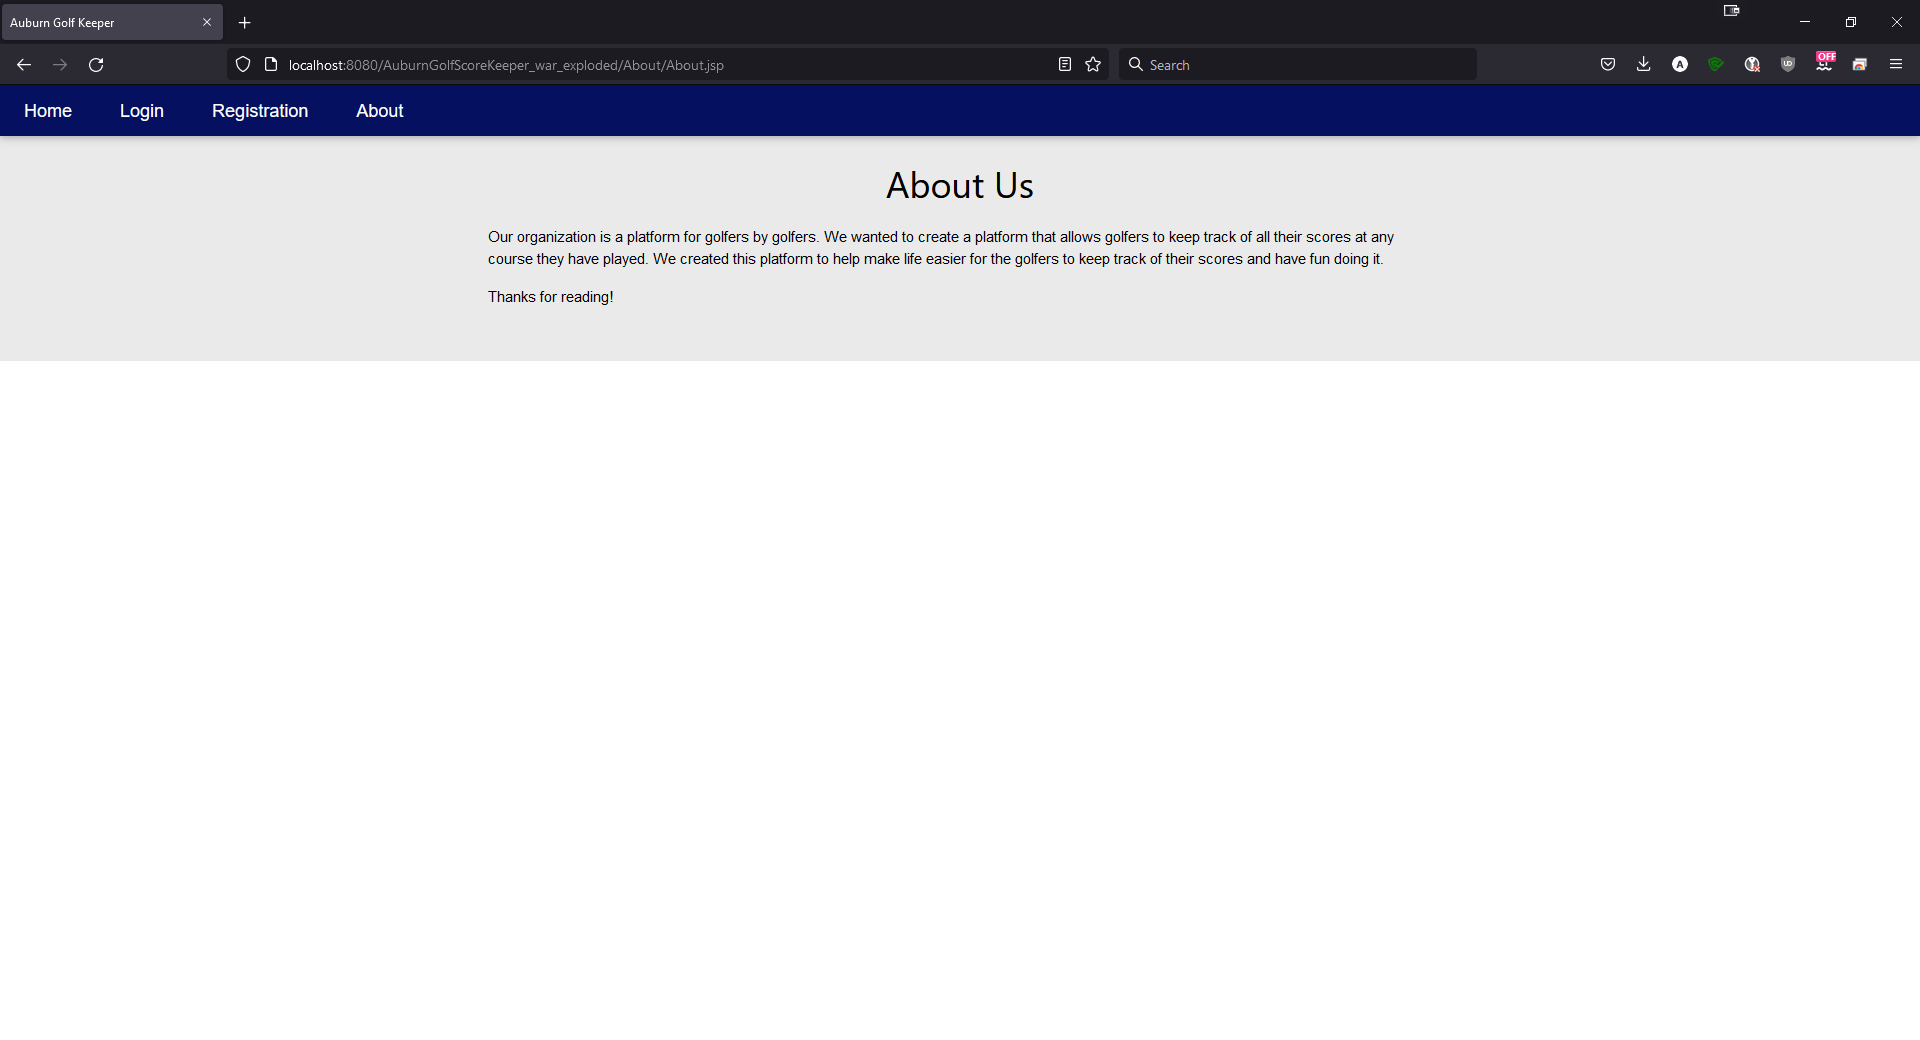 Auburn Golf Keeper
localhost:8080/AuburnGolfScoreKeeper_war_exploded/About/About.jsp
Search
A
UD
OFF
Home Login Registration About
About Us
Our organization is a platform for golfers by golfers. We wanted to create a platform that allows golfers to keep track of all their scores at any
course they have played. We created this platform to help make life easier for the golfers to keep track of their scores and have fun doing it.
Thanks for reading!